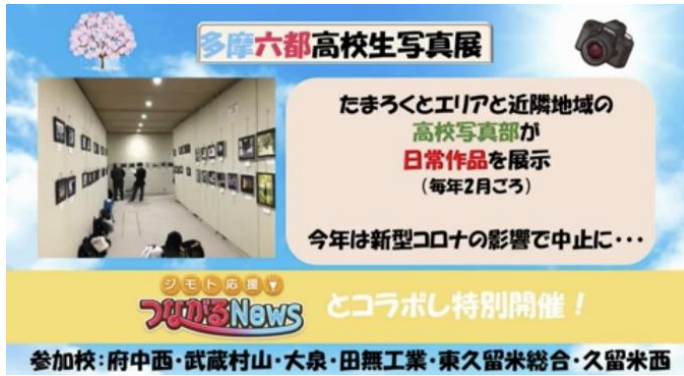 多摩六都高校生写真展
たまろくとエリアと近隣地域の
高校写真部が
日常作品を展示
(毎年2月ごろ)
今年は新型コロナの影響で中止に・・・
ジモト応援
つながるNews
とコラボし特別開催!
参加校:府中西・武蔵村山・大泉・田無工業・東久留米総合・久留米西